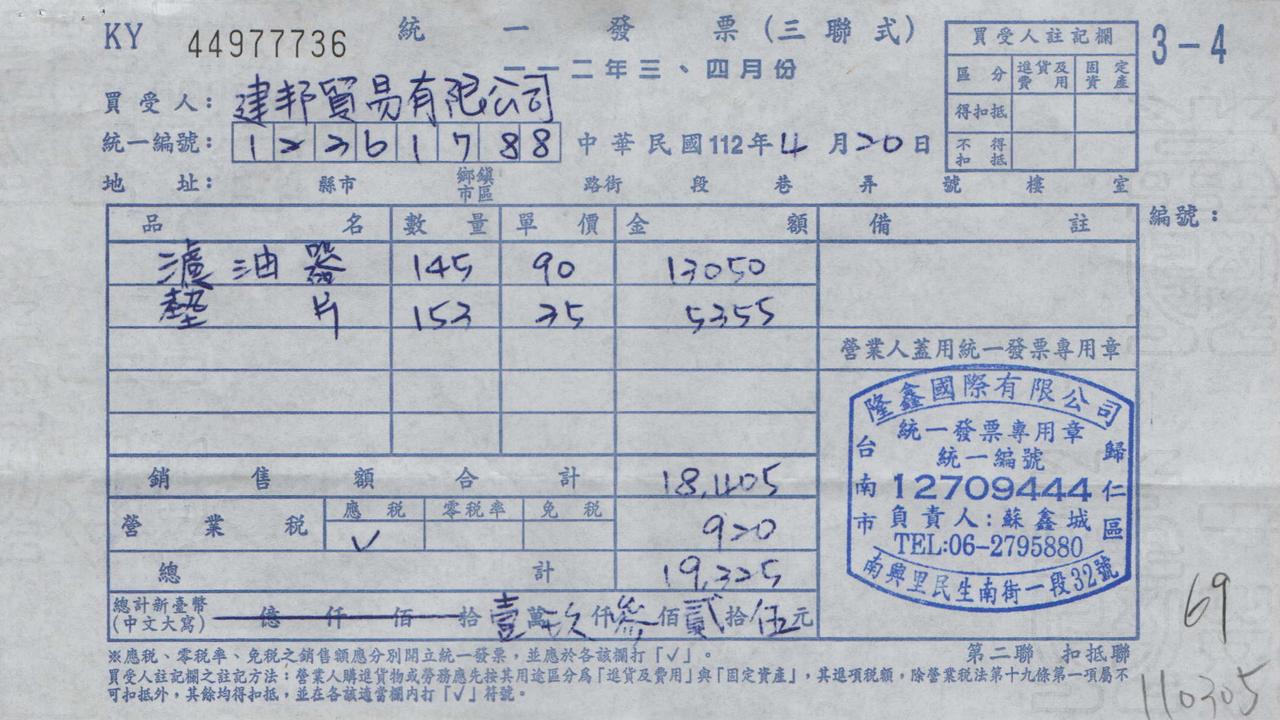 KY 44977736 統一發票(三聯式) 3-4
一一二年三、四月份
買受人註記欄
區分 進貨及費用 固定資產
得扣抵
不得扣抵
買受人：建邦貿易有限公司
統一編號：12261788 中華民國112年4月20日
地址： 縣市 鄉鎮市區 路街 段 巷 弄 號 樓 室
品名 數量 單價 金額 備註 編號：
濾油器 145 90 13050
墊片 153 35 5355
營業人蓋用統一發票專用章
銷售額合計 18,405
營業稅 應稅 零稅率 免稅 920
V
總計 19,325
總計新臺幣(中文大寫) 億 仟 佰 拾 壹萬玖仟參佰貳拾伍元
隆鑫國際有限公司
統一發票專用章
統一編號
12709444
負責人：蘇鑫城
TEL:06-2795880
台南市 歸仁區
南興里民生南街一段32號
69
※應稅、零稅率、免稅之銷售額應分別開立統一發票，並應於各該欄打「✓」。 第二聯 扣抵聯
買受人註記欄之註記方法：營業人購進貨物或勞務應先按其用途區分為「進貨及費用」與「固定資產」，其進項稅額，除營業稅法第十九條第一項屬不
可扣抵外，其餘均得扣抵，並在各該適當欄內打「✓」符號。
110305